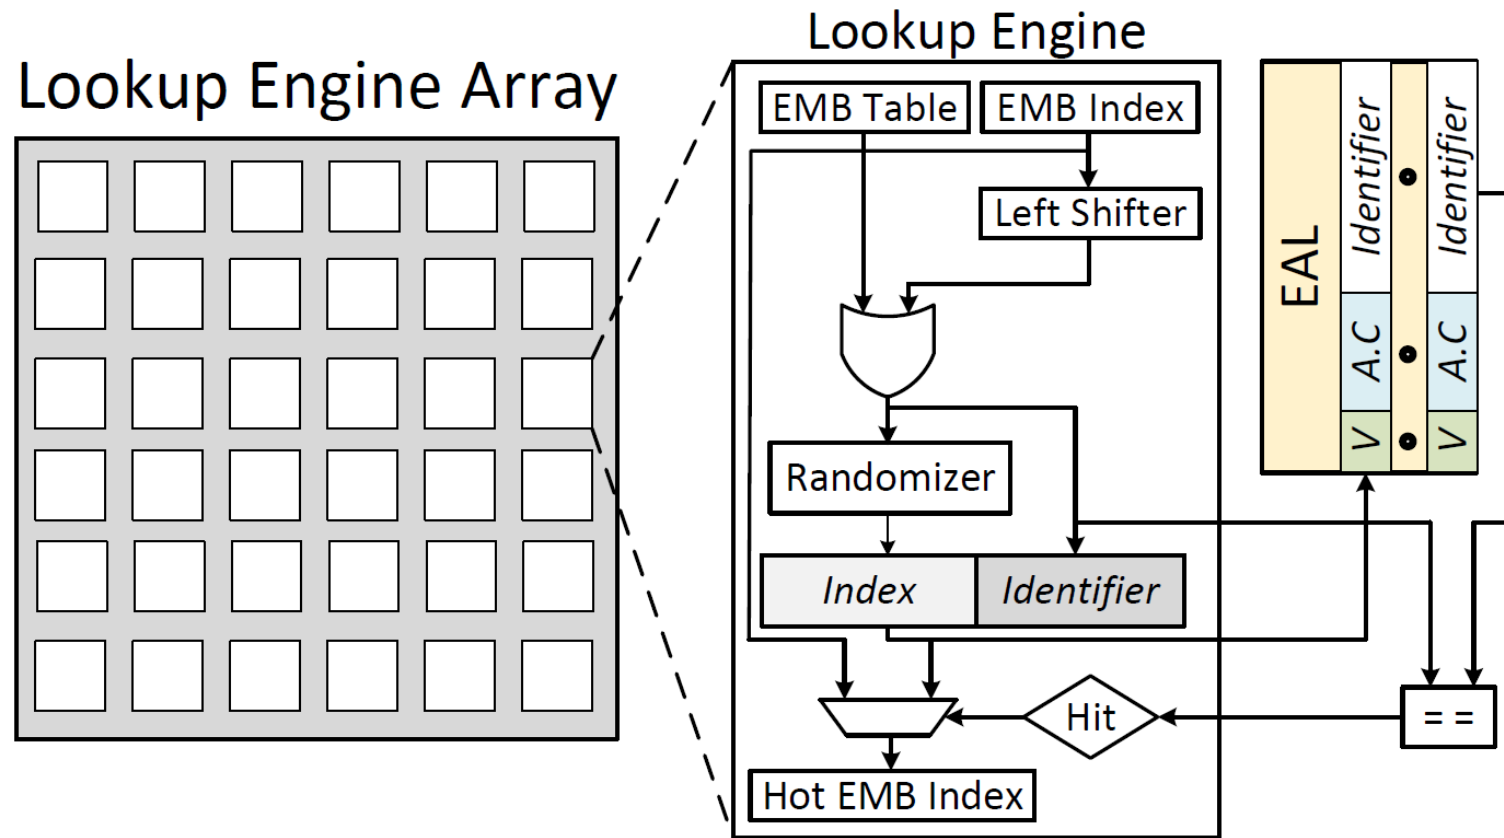 Lookup Engine Array
Lookup Engine
EMB Table
EMB Index
Left Shifter
Randomizer
Index
Identifier
Hit
Hot EMB Index
EAL
Identifier
A.C
V
Identifier
A.C
V
= =